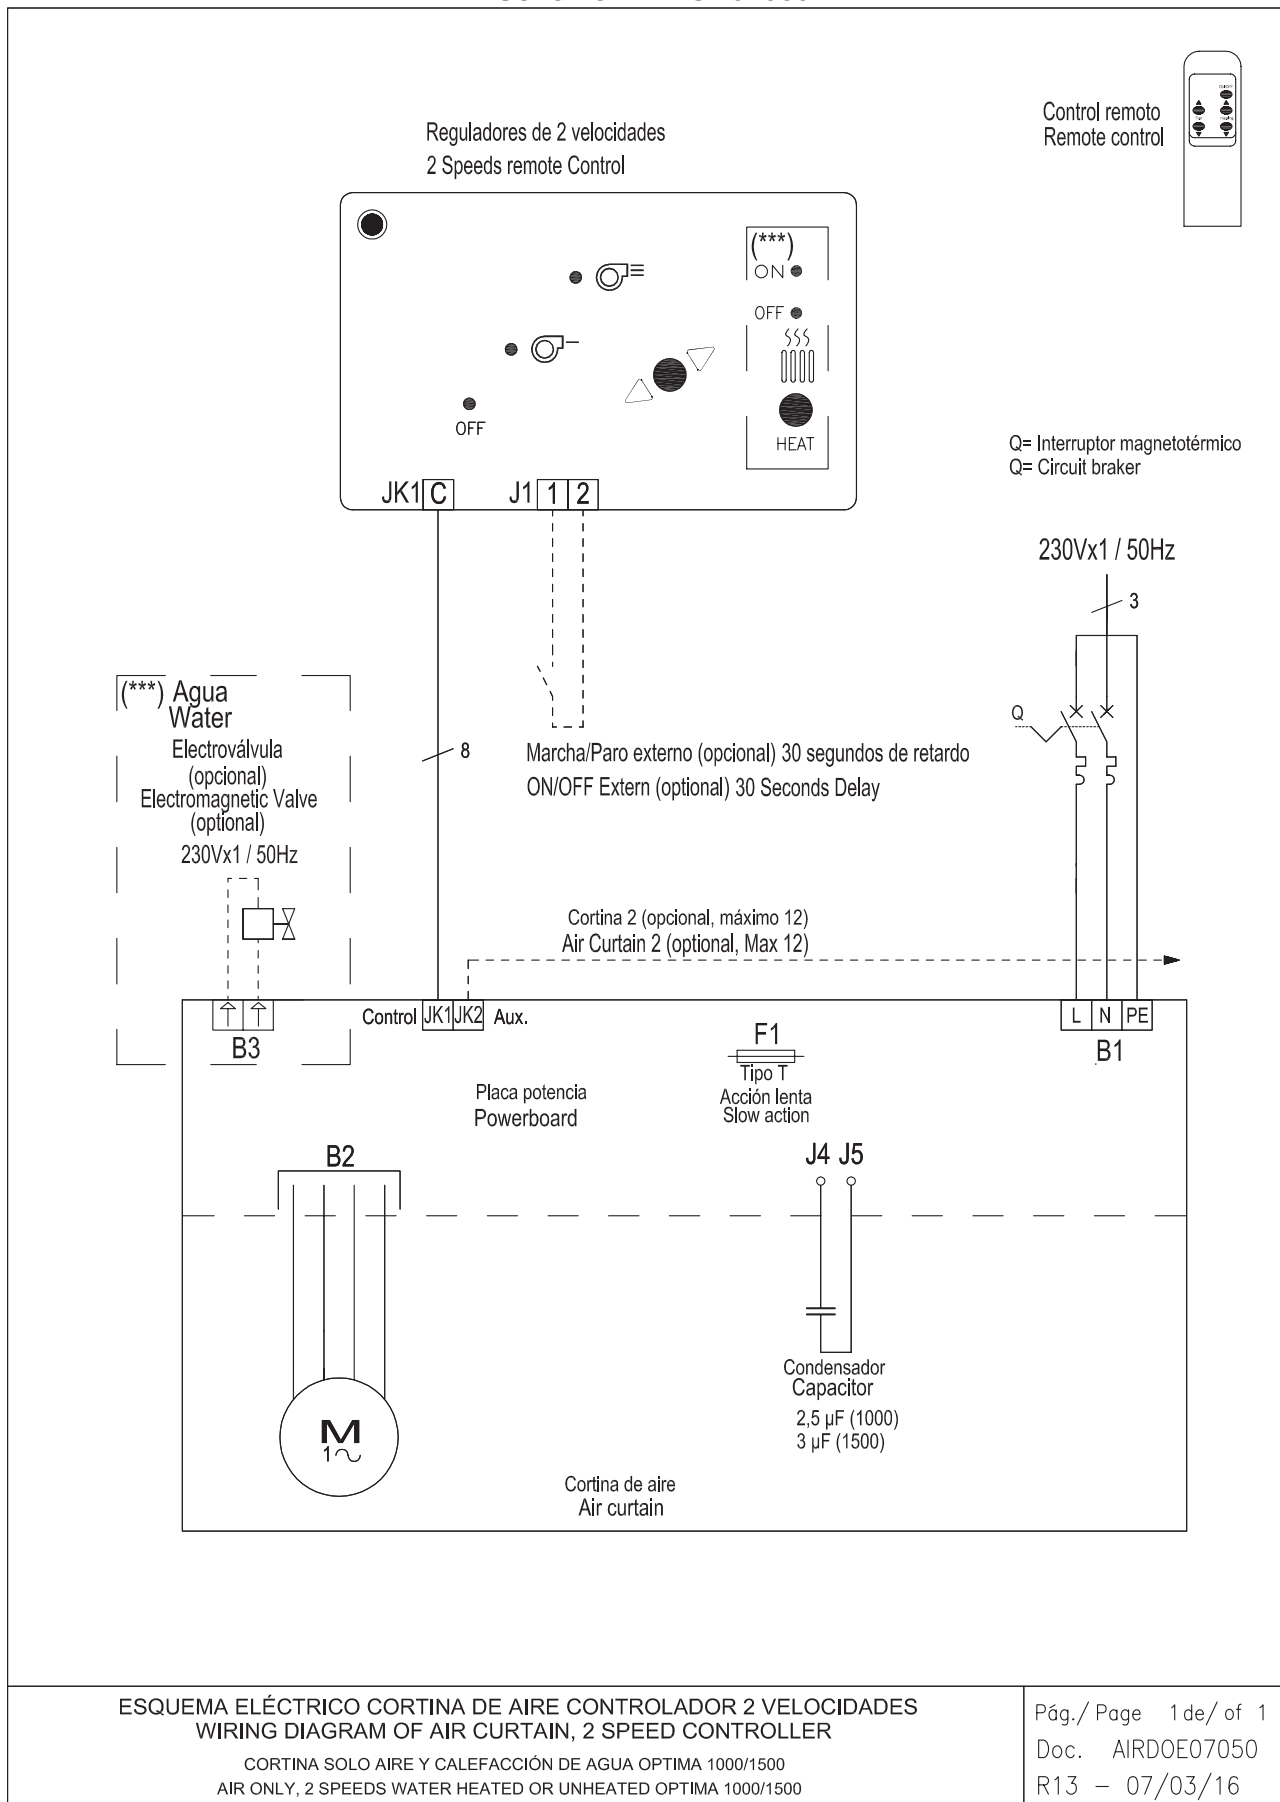 Control remoto
Remote control
ON/OFF
Reguladores de 2 velocidades
2 Speeds remote Control
(***)
ON
OFF
HEAT
OFF
JK1 C
J1 1 2
Q= Interruptor magnetotérmico
Q= Circuit braker
230Vx1 / 50Hz
3
Q
(***) Agua
Water
Electroválvula
(opcional)
Electromagnetic Valve
(optional)
230Vx1 / 50Hz
8
Marcha/Paro externo (opcional) 30 segundos de retardo
ON/OFF Extern (optional) 30 Seconds Delay
Cortina 2 (opcional, máximo 12)
Air Curtain 2 (optional, Max 12)
B3
Control JK1 JK2 Aux.
L N PE
B1
F1
Tipo T
Acción lenta
Slow action
Placa potencia
Powerboard
B2
J4 J5
M
1
Condensador
Capacitor
2,5 µF (1000)
3 µF (1500)
Cortina de aire
Air curtain
ESQUEMA ELÉCTRICO CORTINA DE AIRE CONTROLADOR 2 VELOCIDADES
WIRING DIAGRAM OF AIR CURTAIN, 2 SPEED CONTROLLER
CORTINA SOLO AIRE Y CALEFACCIÓN DE AGUA OPTIMA 1000/1500
AIR ONLY, 2 SPEEDS WATER HEATED OR UNHEATED OPTIMA 1000/1500
Pág./ Page 1 de/ of 1
Doc. AIRDOE07050
R13 - 07/03/16